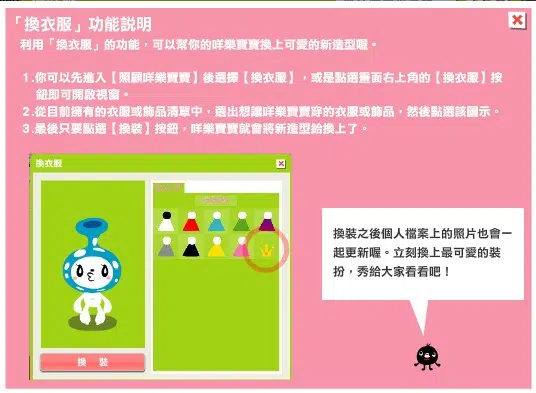 「換衣服」功能説明
利用「換衣服」的功能，可以幫你的咩樂寶寶換上可愛的新造型喔。
1.你可以先進入【照顧咩樂寶寶】後選擇【換衣服】，或是點選畫面右上角的【換衣服】按
鈕即可開啟視窗。
2.從目前擁有的衣服或飾品清單中，選出想讓咩樂寶寶穿的衣服或飾品，然後點選該圖示。
3.最後只要點選【換裝】按鈕，咩樂寶寶就會將新造型給換上了。
換衣服
換 裝
換裝之後個人檔案上的照片也會一
起更新喔。立刻換上最可愛的裝
扮，秀給大家看看吧！